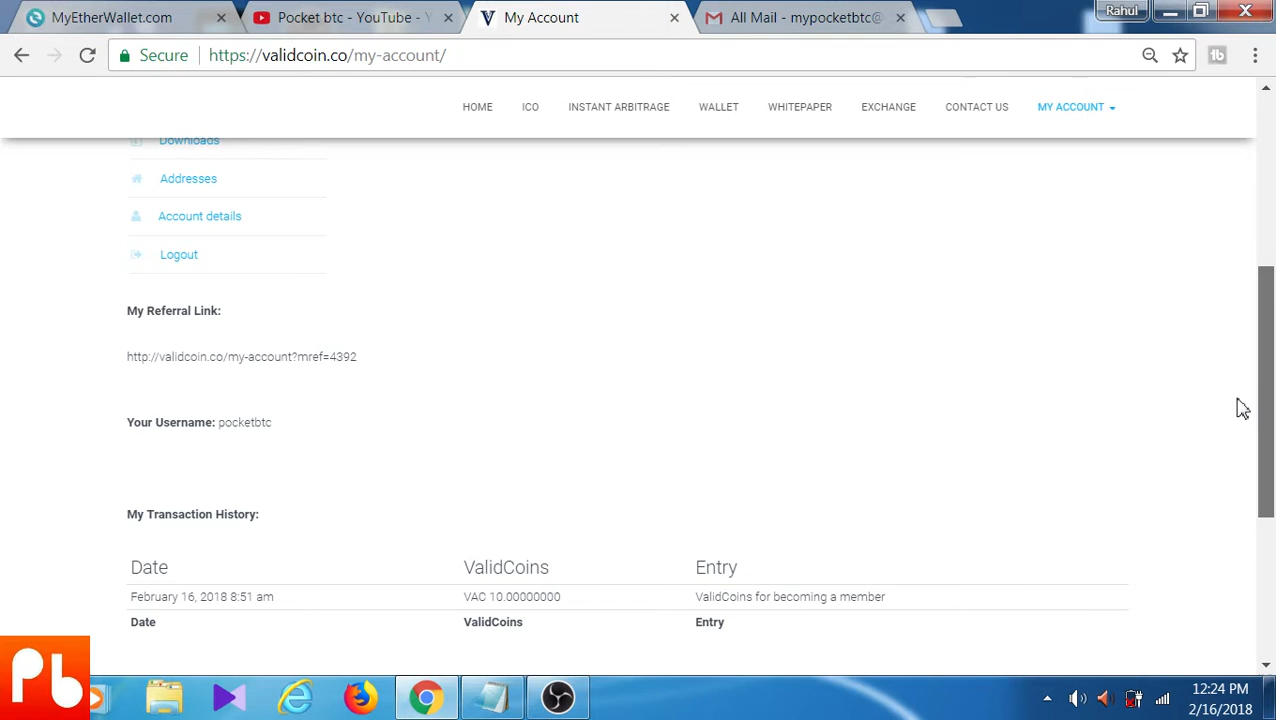 MyEtherWallet.com
Pocket btc - YouTube -
My Account
All Mail - mypocketbtc@
Rahul
Secure
https://validcoin.co/my-account/
HOME
ICO
INSTANT ARBITRAGE
WALLET
WHITEPAPER
EXCHANGE
CONTACT US
MY ACCOUNT
Downloads
Addresses
Account details
Logout
My Referral Link:
http://validcoin.co/my-account?mref=4392
Your Username: pocketbtc
My Transaction History:
Date ValidCoins Entry
February 16, 2018 8:51 am VAC 10.00000000 ValidCoins for becoming a member
Date ValidCoins Entry
Pb
12:24 PM
2/16/2018